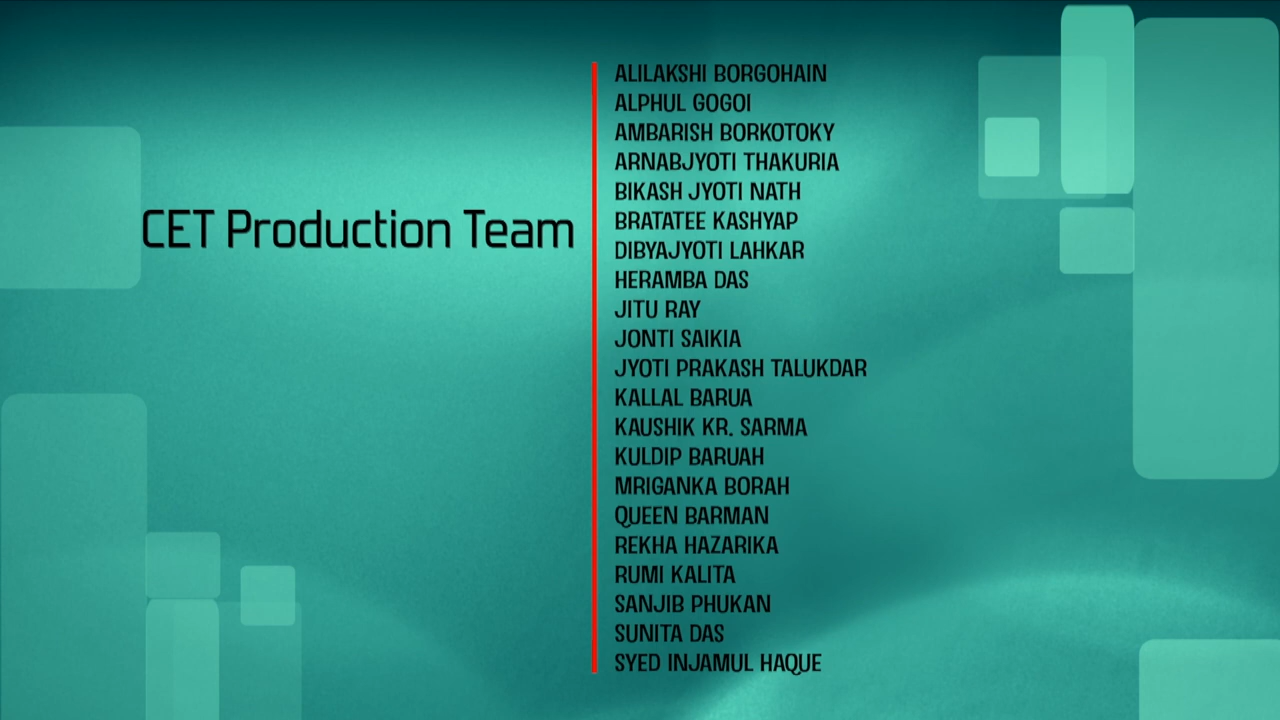 CET Production Team
ALILAKSHI BORGOHAIN
ALPHUL GOGOI
AMBARISH BORKOTOKY
ARNABJYOTI THAKURIA
BIKASH JYOTI NATH
BRATATEE KASHYAP
DIBYAJYOTI LAHKAR
HERAMBA DAS
JITU RAY
JONTI SAIKIA
JYOTI PRAKASH TALUKDAR
KALLAL BARUA
KAUSHIK KR. SARMA
KULDIP BARUAH
MRIGANKA BORAH
QUEEN BARMAN
REKHA HAZARIKA
RUMI KALITA
SANJIB PHUKAN
SUNITA DAS
SYED INJAMUL HAQUE